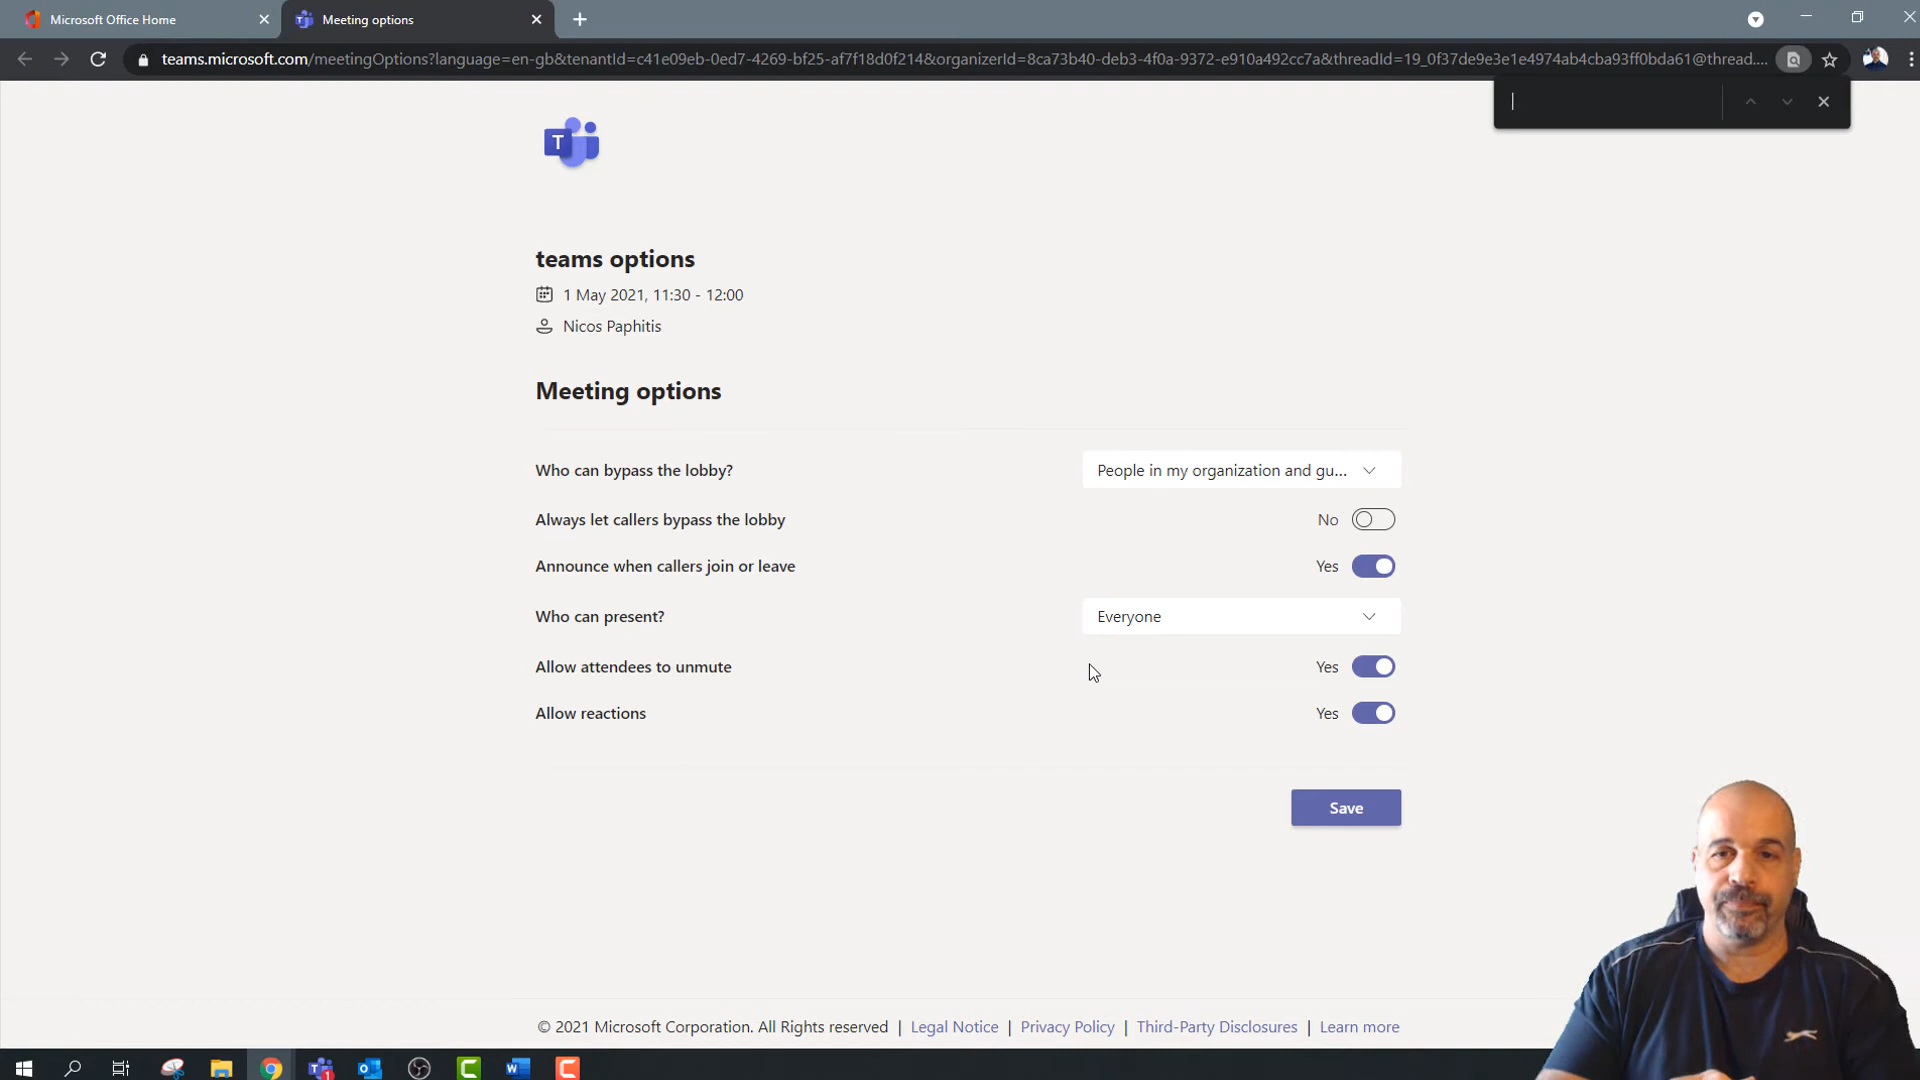 Microsoft Office Home
Meeting options
teams.microsoft.com/meetingOptions?language=en-gb&tenantId=c41e09eb-0ed7-4269-bf25-af7f18d0f214&organizerId=8ca73b40-deb3-4f0a-9372-e910a492cc7a&threadId=19_0f37de9e3e1e4974ab4cba93ff0bda61@thread....
T
teams options
1 May 2021, 11:30 - 12:00
Nicos Paphitis
Meeting options
Who can bypass the lobby? People in my organization and gu...
Always let callers bypass the lobby No
Announce when callers join or leave Yes
Who can present? Everyone
Allow attendees to unmute Yes
Allow reactions Yes
Save
© 2021 Microsoft Corporation. All Rights reserved | Legal Notice | Privacy Policy | Third-Party Disclosures | Learn more